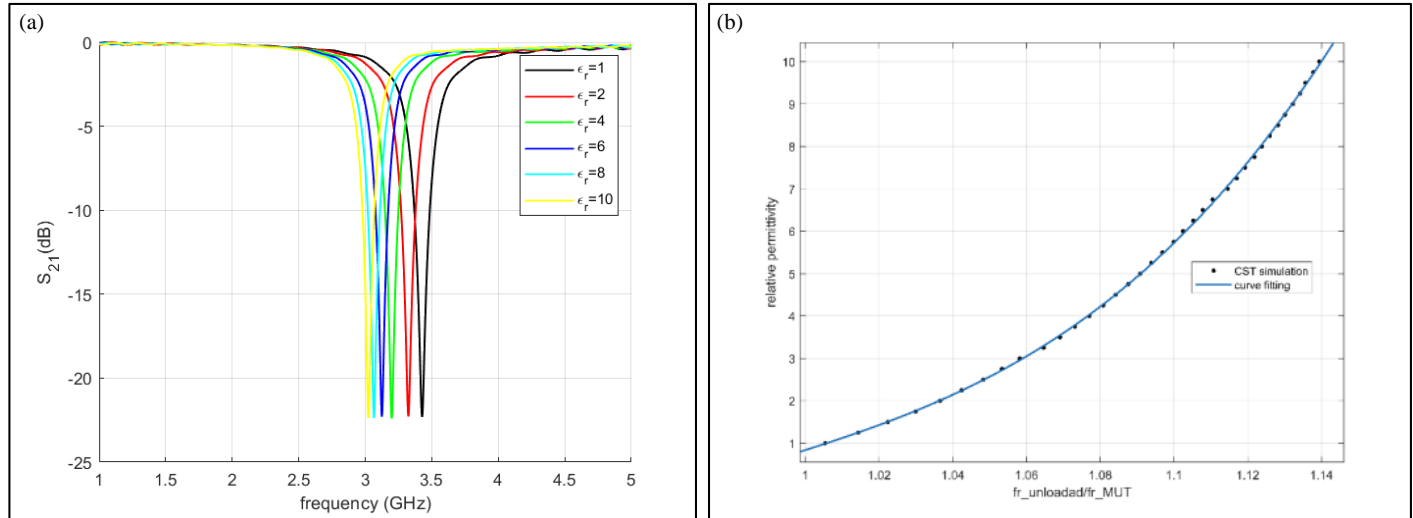 (a)
0
-5
-10
-15
-20
-25
S21(dB)
1
1.5
2
2.5
3
3.5
4
4.5
5
frequency (GHz)
ϵr=1
ϵr=2
ϵr=4
ϵr=6
ϵr=8
ϵr=10
(b)
10
9
8
7
6
5
4
3
2
1
relative permittivity
1
1.02
1.04
1.06
1.08
1.1
1.12
1.14
fr_unloadad/fr_MUT
CST simulation
curve fitting